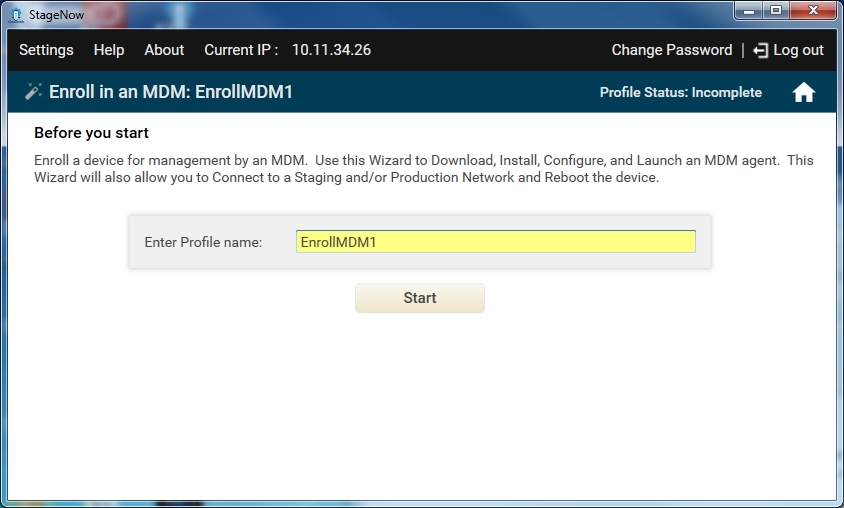 StageNow
Settings Help About Current IP : 10.11.34.26 Change Password | Log out
Enroll in an MDM: EnrollMDM1 Profile Status: Incomplete
Before you start
Enroll a device for management by an MDM. Use this Wizard to Download, Install, Configure, and Launch an MDM agent. This
Wizard will also allow you to Connect to a Staging and/or Production Network and Reboot the device.
Enter Profile name: EnrollMDM1
Start